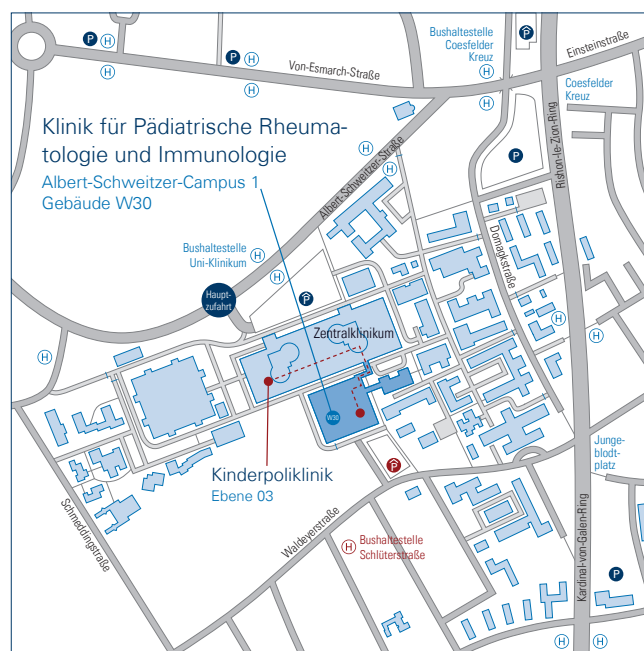 P
H
H
P
H
H
Von-Esmarch-Straße
Bushaltestelle
Coesfelder
Kreuz
H
H
P
Einsteinstraße
Coesfelder
Kreuz
Rishon-le-Zion-Ring
P
Klinik für Pädiatrische Rheuma-
tologie und Immunologie
Albert-Schweitzer-Campus 1
Gebäude W30
H
H
Albert-Schweitzer-Straße
Domagkstraße
Bushaltestelle
Uni-Klinikum
H
H
Haupt-
zufahrt
P
Zentralklinikum
H
H
H
W30
Kinderpoliklinik
Ebene 03
P
Junge-
blodt-
platz
Schmeddingstraße
Waldeyerstraße
H
Bushaltestelle
Schlüterstraße
Kardinal-von-Galen-Ring
P
H
H